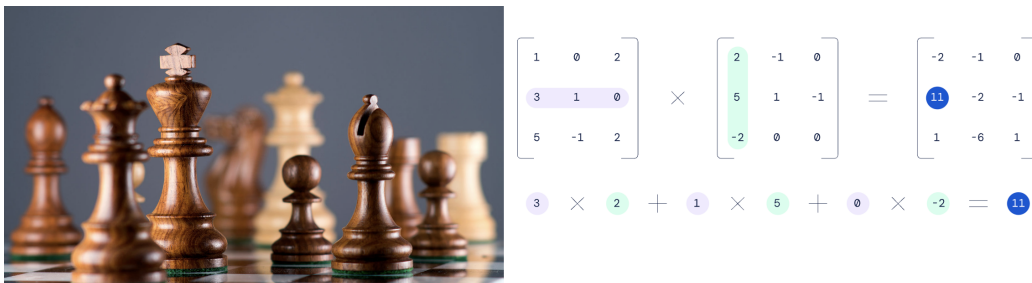 1 0 2 2 -1 0 -2 -1 0
3 1 0 × 5 1 -1 = 11 -2 -1
5 -1 2 -2 0 0 1 -6 1
3 × 2 + 1 × 5 + 0 × -2 = 11